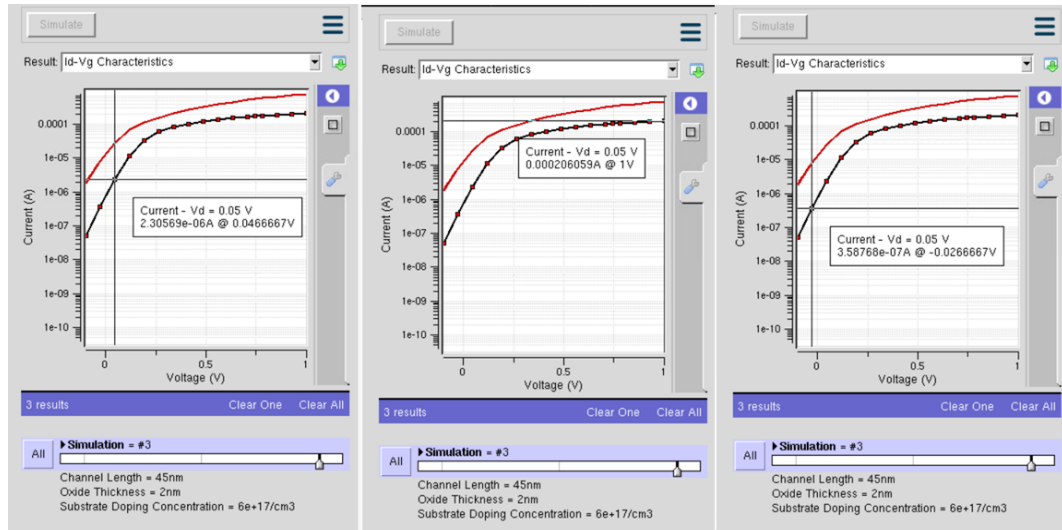 Simulate
Result: Id-Vg Characteristics
0.0001
1e-05
1e-06
1e-07
1e-08
1e-09
1e-10
Current (A)
Current - Vd = 0.05 V
2.30569e-06A @ 0.0466667V
0 0.5 1
Voltage (V)
3 results Clear One Clear All
All Simulation = #3
Channel Length = 45nm
Oxide Thickness = 2nm
Substrate Doping Concentration = 6e+17/cm3
Simulate
Result: Id-Vg Characteristics
0.0001
1e-05
1e-06
1e-07
1e-08
1e-09
1e-10
Current (A)
Current - Vd = 0.05 V
0.000206059A @ 1V
0 0.5 1
Voltage (V)
3 results Clear One Clear All
All Simulation = #3
Channel Length = 45nm
Oxide Thickness = 2nm
Substrate Doping Concentration = 6e+17/cm3
Simulate
Result: Id-Vg Characteristics
0.0001
1e-05
1e-06
1e-07
1e-08
1e-09
1e-10
Current (A)
Current - Vd = 0.05 V
3.58768e-07A @ -0.0266667V
0 0.5 1
Voltage (V)
3 results Clear One Clear All
All Simulation = #3
Channel Length = 45nm
Oxide Thickness = 2nm
Substrate Doping Concentration = 6e+17/cm3